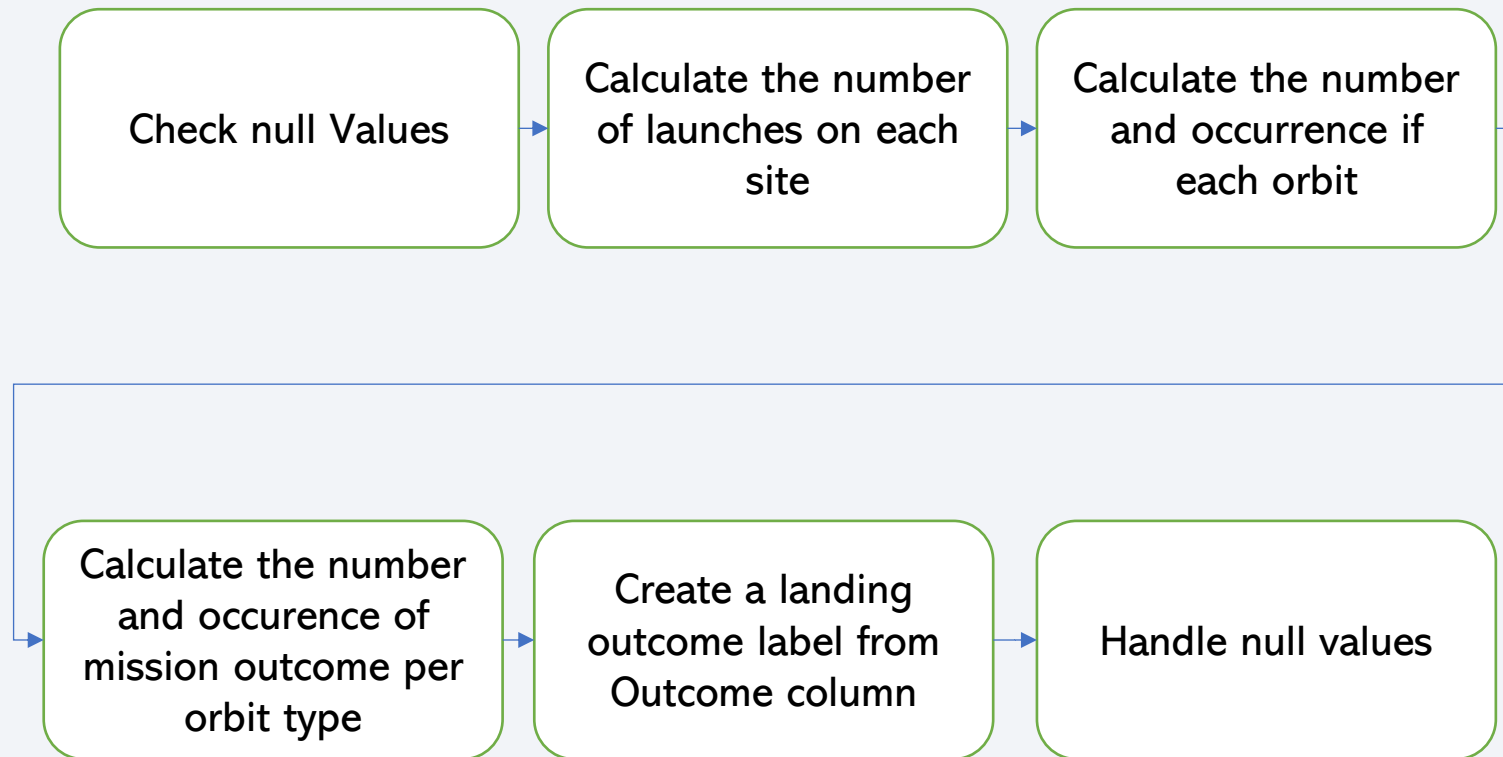 Check null Values
Calculate the number
of launches on each
site
Calculate the number
and occurrence if
each orbit
Calculate the number
and occurence of
mission outcome per
orbit type
Create a landing
outcome label from
Outcome column
Handle null values